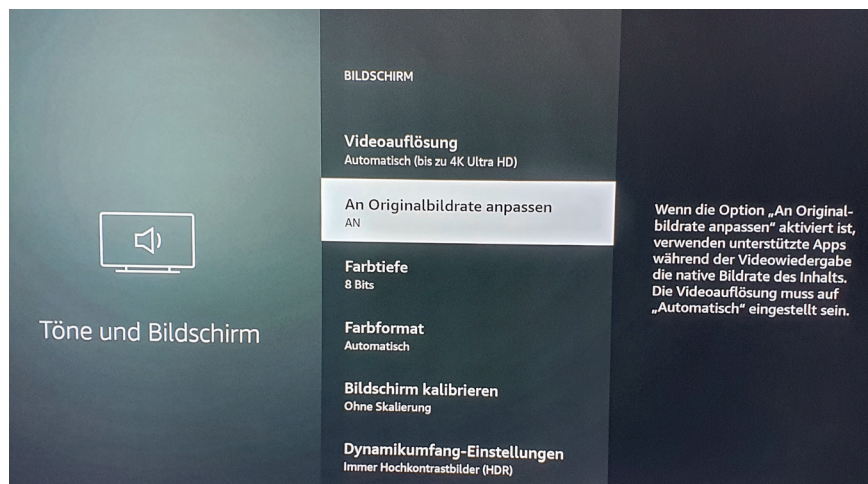 Töne und Bildschirm
BILDSCHIRM
Videoauflösung
Automatisch (bis zu 4K Ultra HD)
An Originalbildrate anpassen
AN
Farbtiefe
8 Bits
Farbformat
Automatisch
Bildschirm kalibrieren
Ohne Skalierung
Dynamikumfang-Einstellungen
Immer Hochkontrastbilder (HDR)
Wenn die Option „An Original-
bildrate anpassen“ aktiviert ist,
verwenden unterstützte Apps
während der Videowiedergabe
die native Bildrate des Inhalts.
Die Videoauflösung muss auf
„Automatisch“ eingestellt sein.